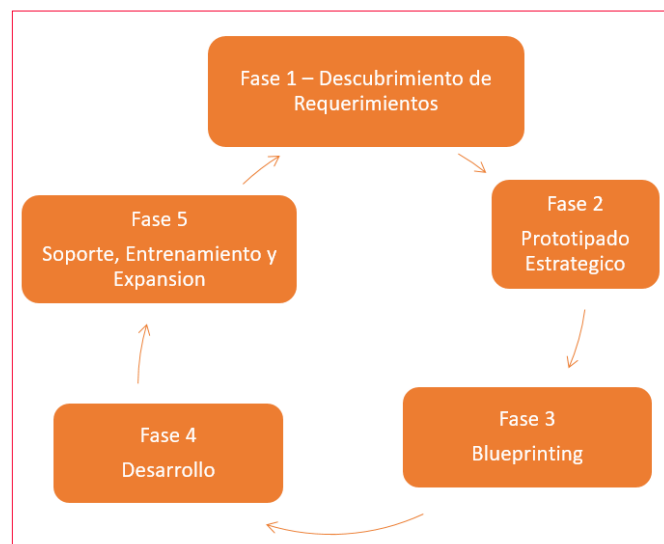 Fase 1 – Descubrimiento de
Requerimientos
Fase 2
Prototipado
Estrategico
Fase 3
Blueprinting
Fase 4
Desarrollo
Fase 5
Soporte, Entrenamiento y
Expansion